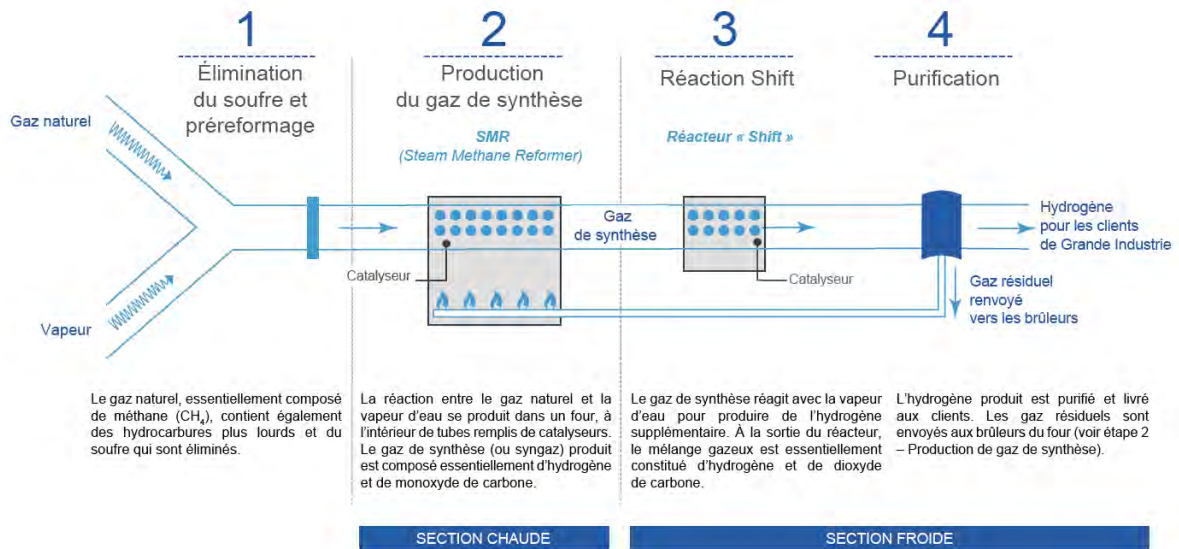 1
Élimination
du soufre et
préreformage
2
Production
du gaz de synthèse
SMR
(Steam Methane Reformer)
3
Réaction Shift
Réacteur « Shift »
4
Purification
Gaz naturel
Vapeur
Catalyseur
Gaz
de synthèse
Catalyseur
Hydrogène
pour les clients
de Grande Industrie
Gaz résiduel
renvoyé
vers les brûleurs
Le gaz naturel, essentiellement composé
de méthane (CH₄), contient également
des hydrocarbures plus lourds et du
soufre qui sont éliminés.
La réaction entre le gaz naturel et la
vapeur d’eau se produit dans un four, à
l’intérieur de tubes remplis de catalyseurs.
Le gaz de synthèse (ou syngaz) produit
est composé essentiellement d’hydrogène
et de monoxyde de carbone.
Le gaz de synthèse réagit avec la vapeur
d’eau pour produire de l’hydrogène
supplémentaire. À la sortie du réacteur,
le mélange gazeux est essentiellement
constitué d’hydrogène et de dioxyde
de carbone.
L’hydrogène produit est purifié et livré
aux clients. Les gaz résiduels sont
envoyés aux brûleurs du four (voir étape 2
– Production de gaz de synthèse).
SECTION CHAUDE
SECTION FROIDE